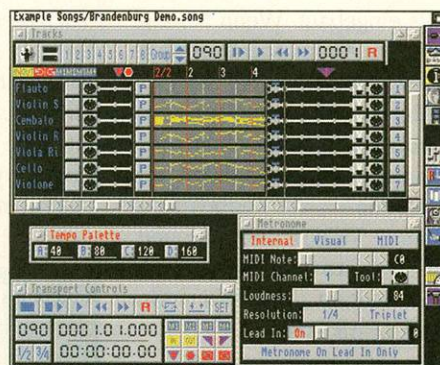 Example Songs/Brandenburg Demo.song
Tracks
1 2 3 4 5 6 7 8 Group 090 0001 R
2/2 2 3 4
Flauto P 1
Violin S P 2
Cembalo P 3
Violin R P 4
Viola Ri P 5
Cello P 6
Violone P 7
Tempo Palette
A: 40 B: 80 C: 120 D: 160
Metronome
Internal Visual MIDI
MIDI Note: C0
MIDI Channel: 1 Tool:
Loudness: 84
Resolution: 1/4 Triplet
Lead In: On 0
Metronome On Lead In Only
Transport Controls
R SET
090 0001.01.000
1/2 3/4 00:00:00.00